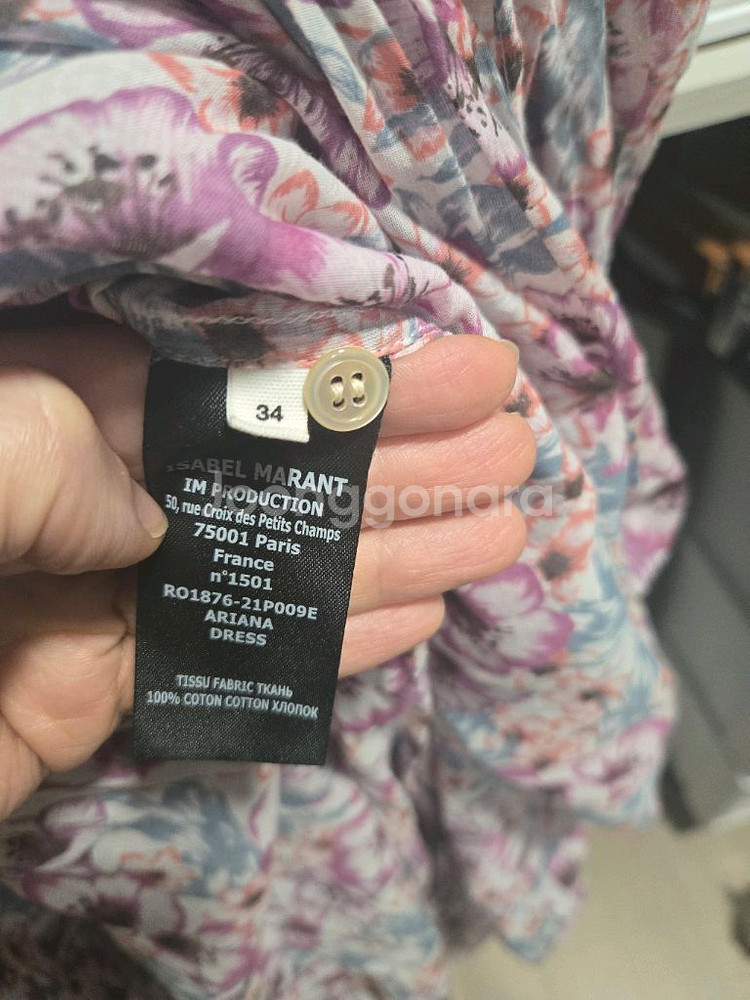 34
ISABEL MARANT
IM PRODUCTION
50, rue Croix des Petits Champs
75001 Paris
France
n°1501
RO1876-21P009E
ARIANA
DRESS
TISSU FABRIC ТКАНЬ
100% COTON COTTON ХЛОПОК
joonggonara